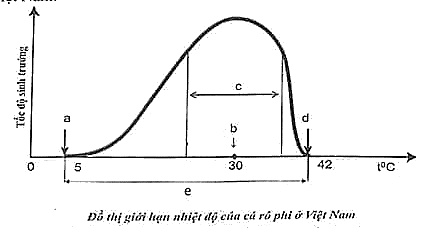 Tốc độ sinh trưởng
a
c
b
d
0
5
30
42
t⁰C
e
Đồ thị giới hạn nhiệt độ của cá rô phi ở Việt Nam